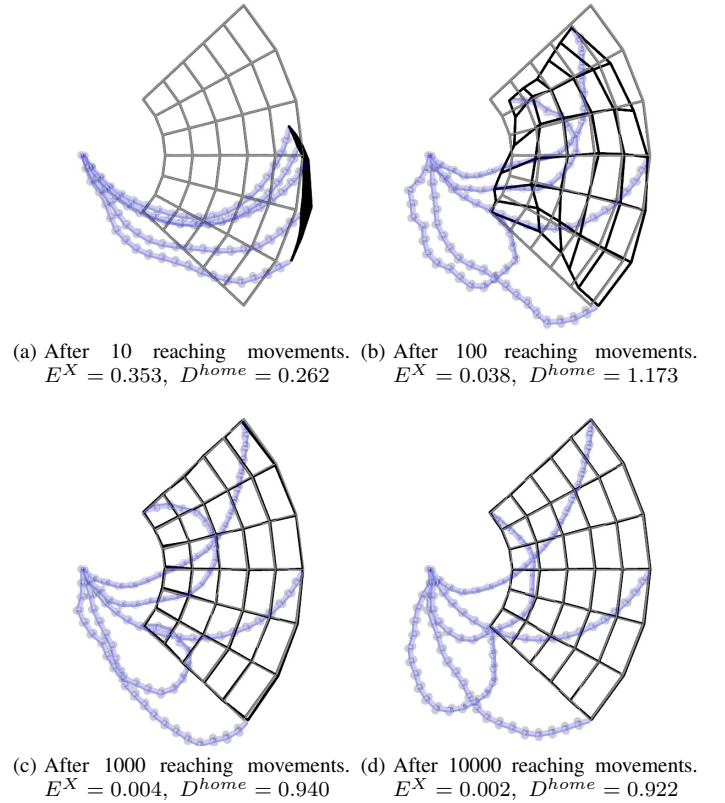 (a) After 10 reaching movements.
E^X = 0.353, D^{home} = 0.262
(b) After 100 reaching movements.
E^X = 0.038, D^{home} = 1.173
(c) After 1000 reaching movements.
E^X = 0.004, D^{home} = 0.940
(d) After 10000 reaching movements.
E^X = 0.002, D^{home} = 0.922